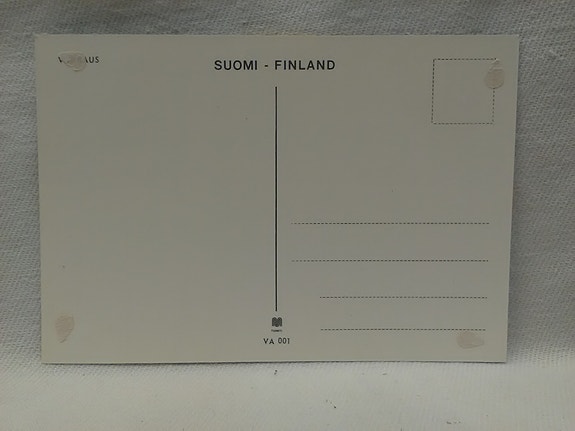 SUOMI - FINLAND
VA 001